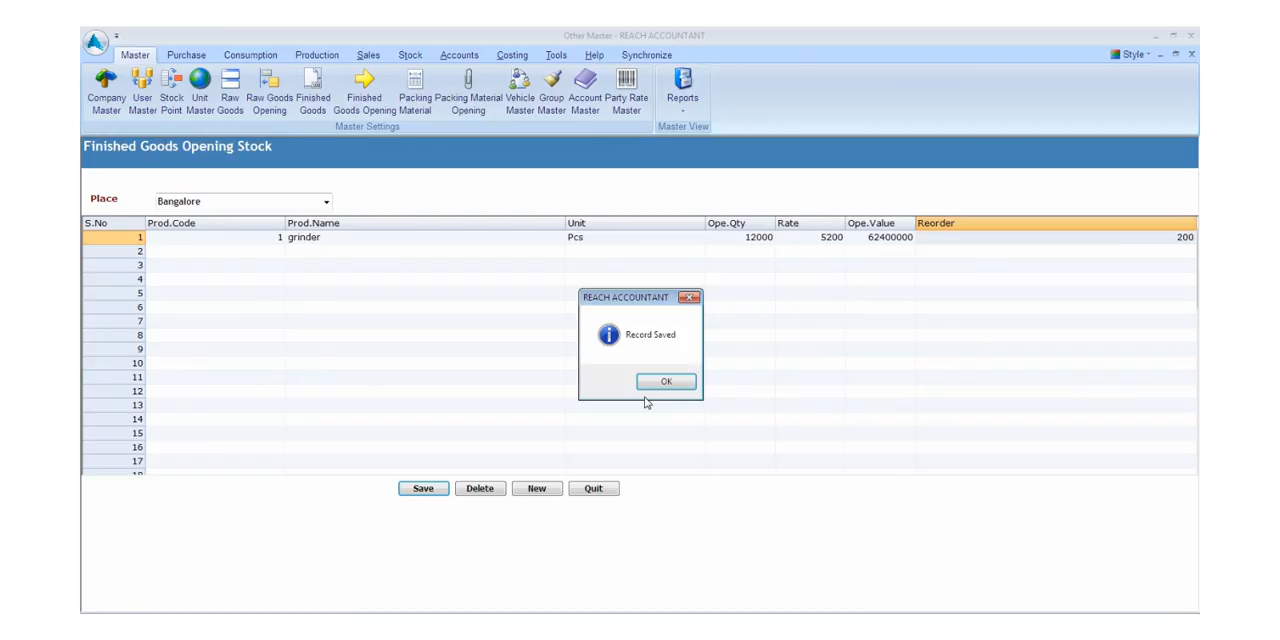 Other Master - REACH ACCOUNTANT
Master Purchase Consumption Production Sales Stock Accounts Costing Tools Help Synchronize Style
Company User Stock Unit Raw Raw Goods Finished Finished Packing Packing Material Vehicle Group Account Party Rate Reports
Master Master Point Master Goods Opening Goods Goods Opening Material Opening Master Master Master Master
Master Settings Master View
Finished Goods Opening Stock
Place Bangalore
S.No Prod.Code Prod.Name Unit Ope.Qty Rate Ope.Value Reorder
1 1 grinder Pcs 12000 5200 62400000 200
2
3
4
5
REACH ACCOUNTANT
6
7
8
i Record Saved
9
10
11
OK
12
13
14
15
16
17
18
Save Delete New Quit